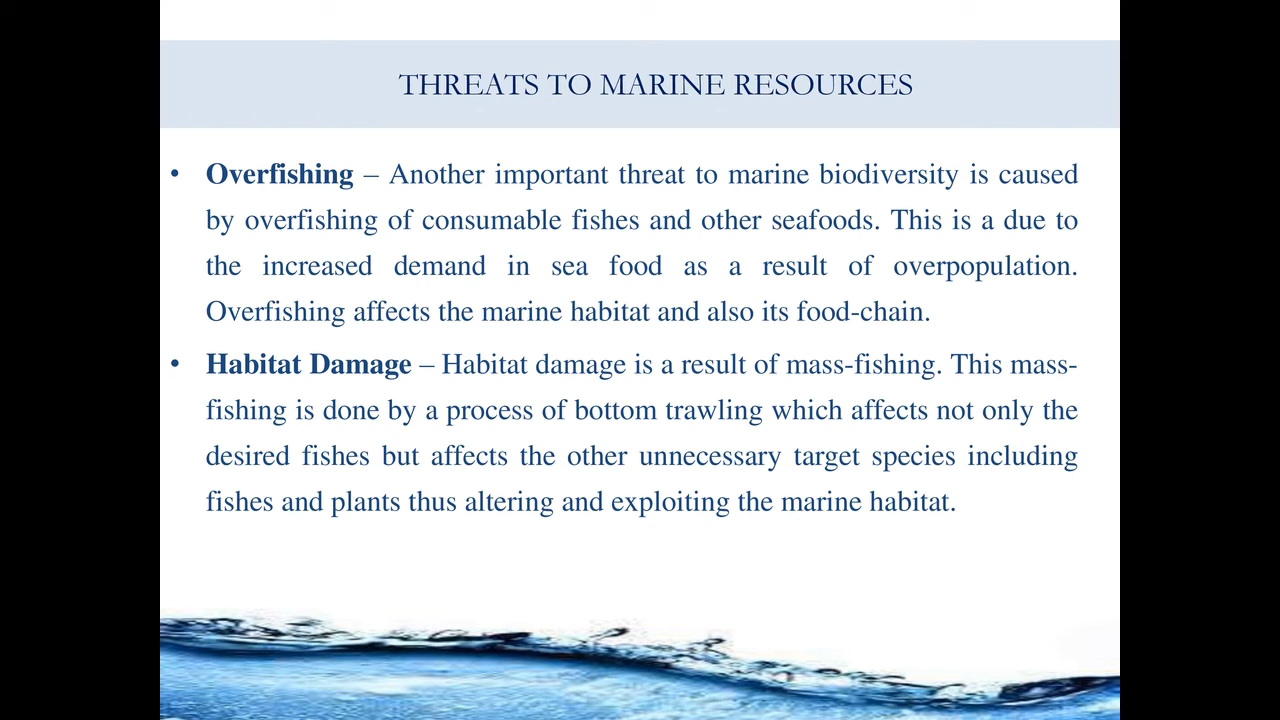 THREATS TO MARINE RESOURCES
• Overfishing – Another important threat to marine biodiversity is caused
by overfishing of consumable fishes and other seafoods. This is a due to
the increased demand in sea food as a result of overpopulation.
Overfishing affects the marine habitat and also its food-chain.
• Habitat Damage – Habitat damage is a result of mass-fishing. This mass-
fishing is done by a process of bottom trawling which affects not only the
desired fishes but affects the other unnecessary target species including
fishes and plants thus altering and exploiting the marine habitat.